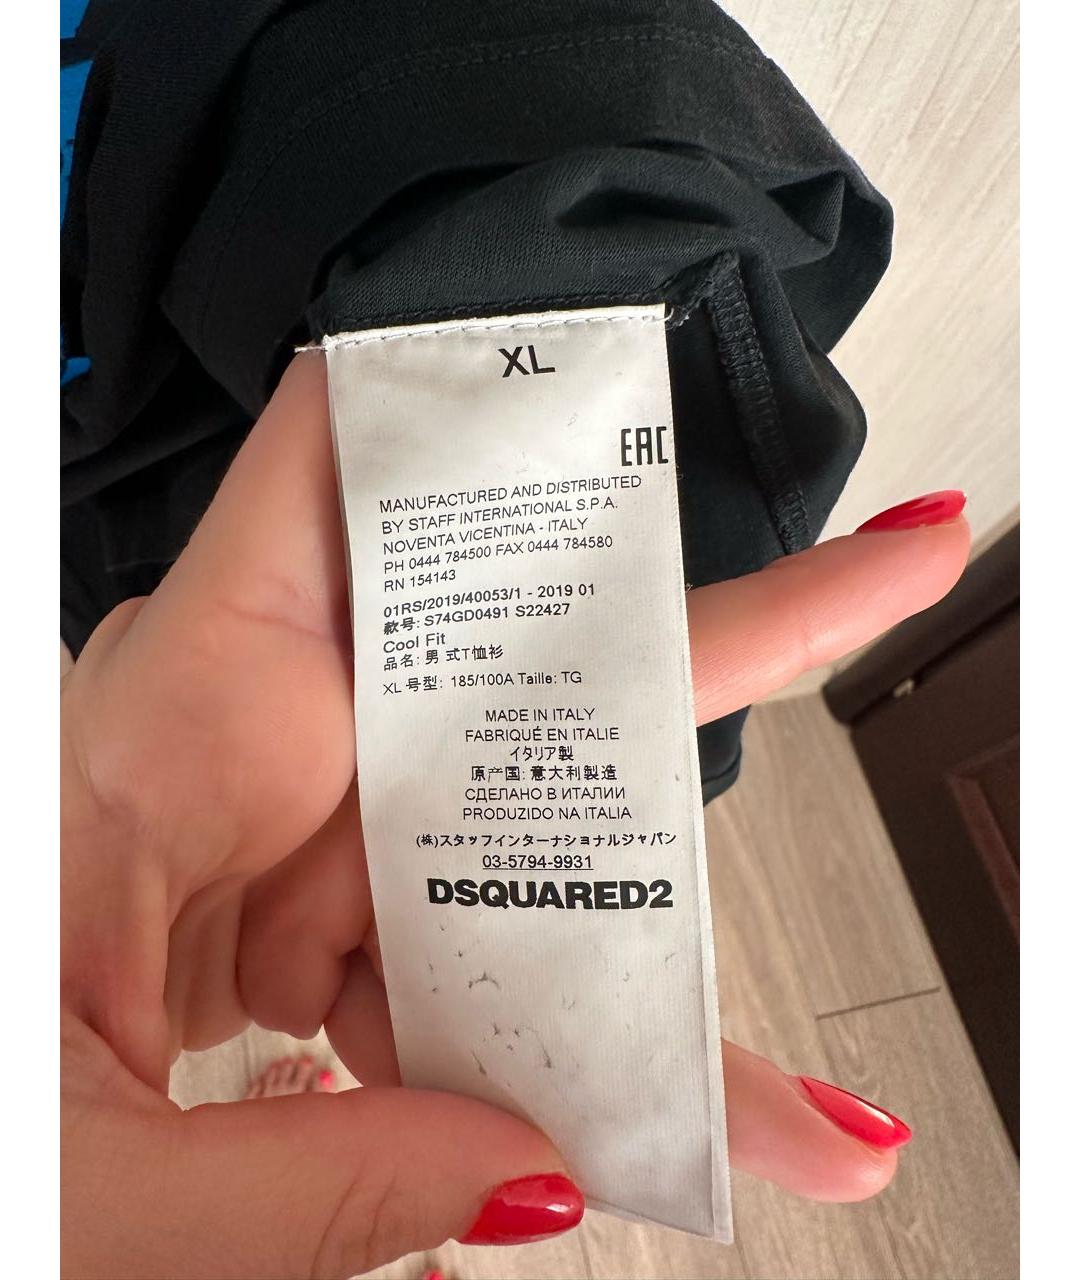 XL
EAC
MANUFACTURED AND DISTRIBUTED
BY STAFF INTERNATIONAL S.P.A.
NOVENTA VICENTINA - ITALY
PH 0444 784500 FAX 0444 784580
RN 154143
01RS/2019/40053/1 - 2019 01
款号: S74GD0491 S22427
Cool Fit
品名: 男 式T恤衫
XL 号型: 185/100A Taille: TG
MADE IN ITALY
FABRIQUÉ EN ITALIE
イタリア製
原产国: 意大利製造
СДЕЛАНО В ИТАЛИИ
PRODUZIDO NA ITALIA
(株)スタッフインターナショナルジャパン
03-5794-9931
DSQUARED2